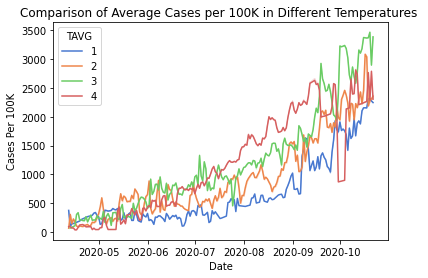 Comparison of Average Cases per 100K in Different Temperatures
TAVG
1
2
3
4
Cases Per 100K
3500
3000
2500
2000
1500
1000
500
0
2020-05 2020-06 2020-07 2020-08 2020-09 2020-10
Date